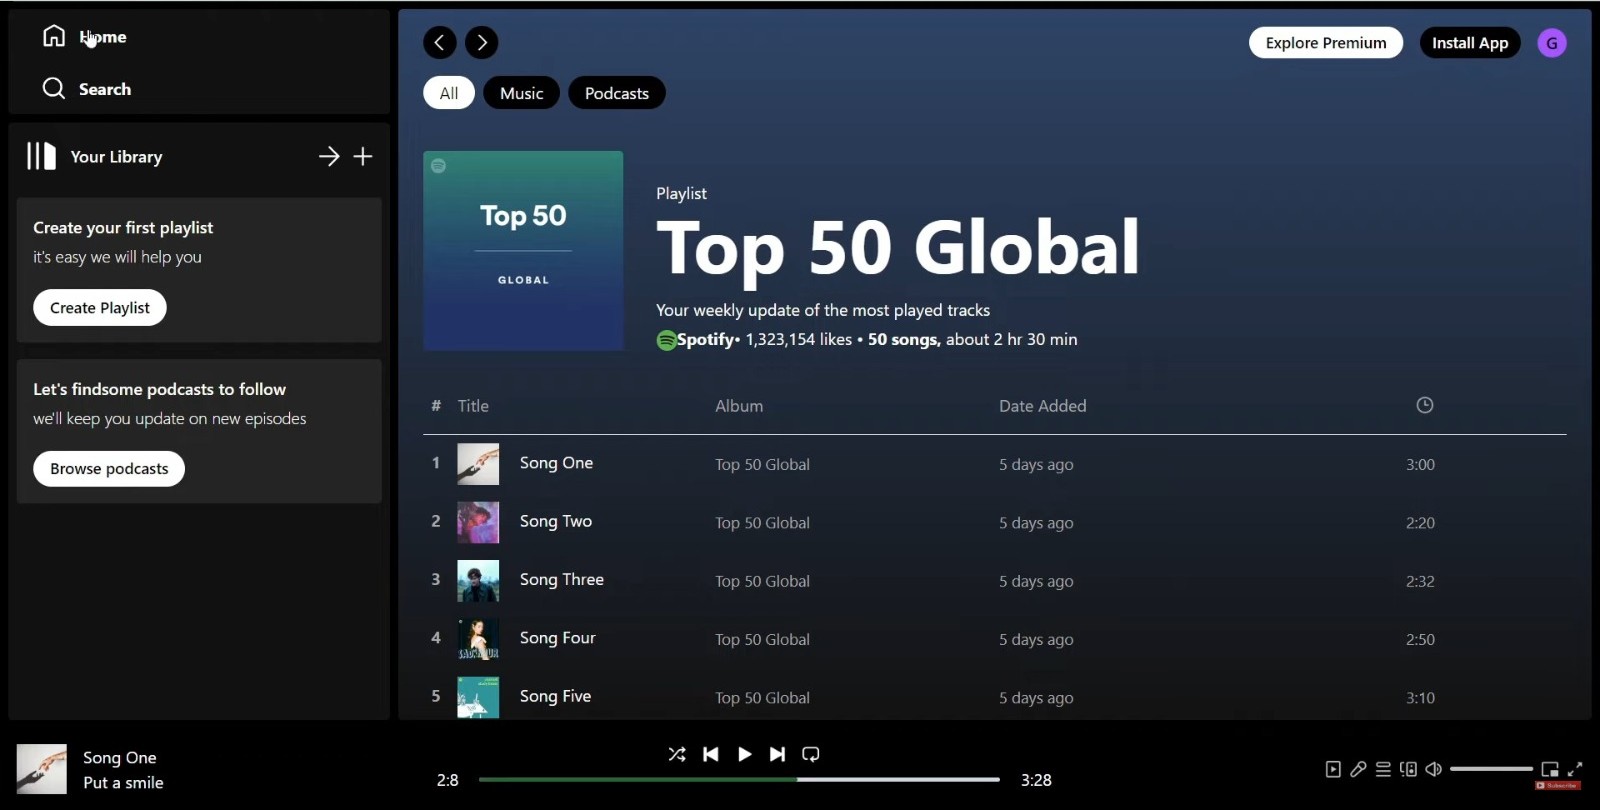 Home
Search
Your Library
Create your first playlist
it's easy we will help you
Create Playlist
Let's findsome podcasts to follow
we'll keep you update on new episodes
Browse podcasts
Explore Premium
Install App
G
All
Music
Podcasts
Top 50
GLOBAL
Playlist
Top 50 Global
Your weekly update of the most played tracks
Spotify• 1,323,154 likes • 50 songs, about 2 hr 30 min
# Title Album Date Added
1 Song One Top 50 Global 5 days ago 3:00
2 Song Two Top 50 Global 5 days ago 2:20
3 Song Three Top 50 Global 5 days ago 2:32
4 Song Four Top 50 Global 5 days ago 2:50
5 Song Five Top 50 Global 5 days ago 3:10
Song One
Put a smile
2:8
3:28
Subscribe